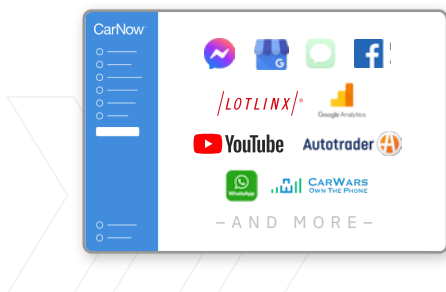 CarNow
G
/LOTLINX/®
Google Analytics
YouTube Autotrader
WhatsApp CARWARS
OWN THE PHONE
–AND MORE–